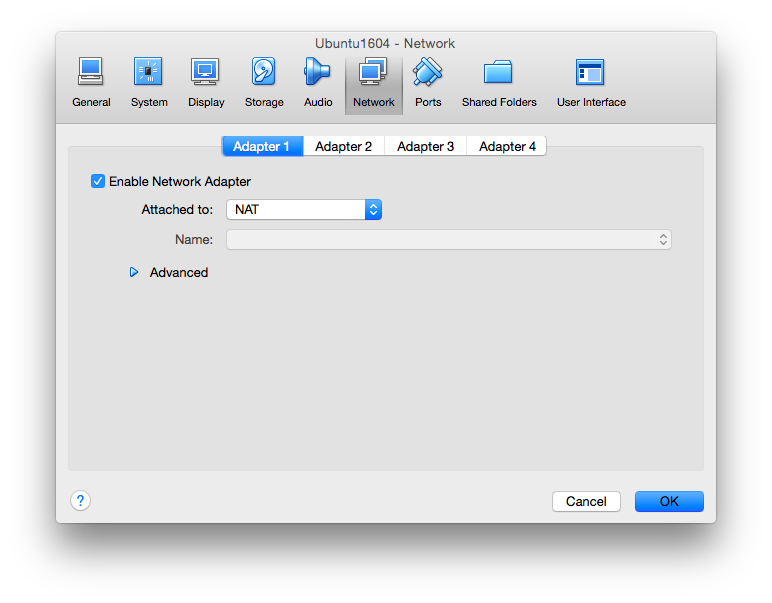 Ubuntu1604 - Network
General System Display Storage Audio Network Ports Shared Folders User Interface
Adapter 1 Adapter 2 Adapter 3 Adapter 4
Enable Network Adapter
Attached to: NAT
Name:
Advanced
? Cancel OK